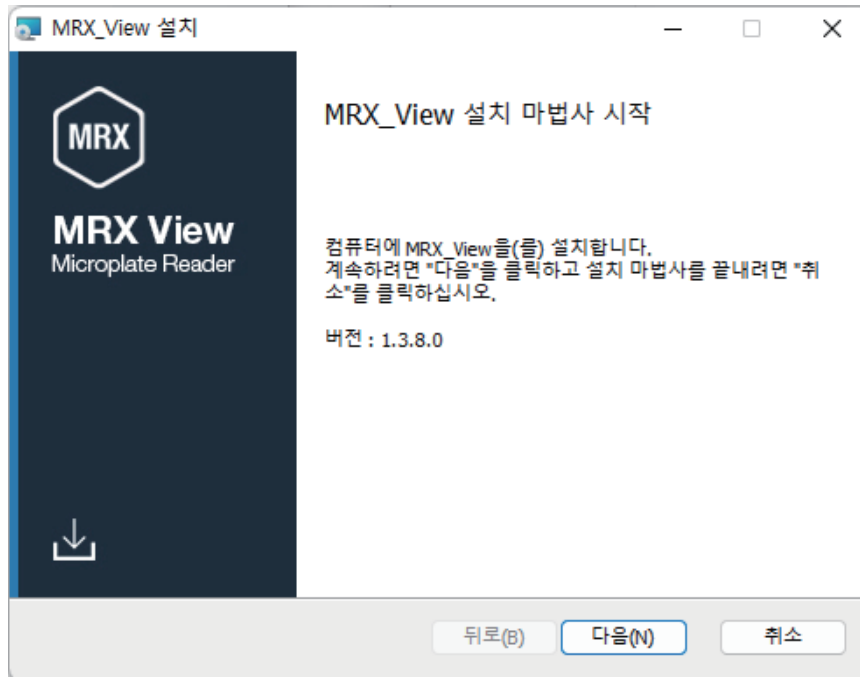 MRX_View 설치
MRX
MRX View
Microplate Reader
MRX_View 설치 마법사 시작
컴퓨터에 MRX_View을(를) 설치합니다.
계속하려면 "다음"을 클릭하고 설치 마법사를 끝내려면 "취
소"를 클릭하십시오.
버전 : 1.3.8.0
뒤로(B)
다음(N)
취소